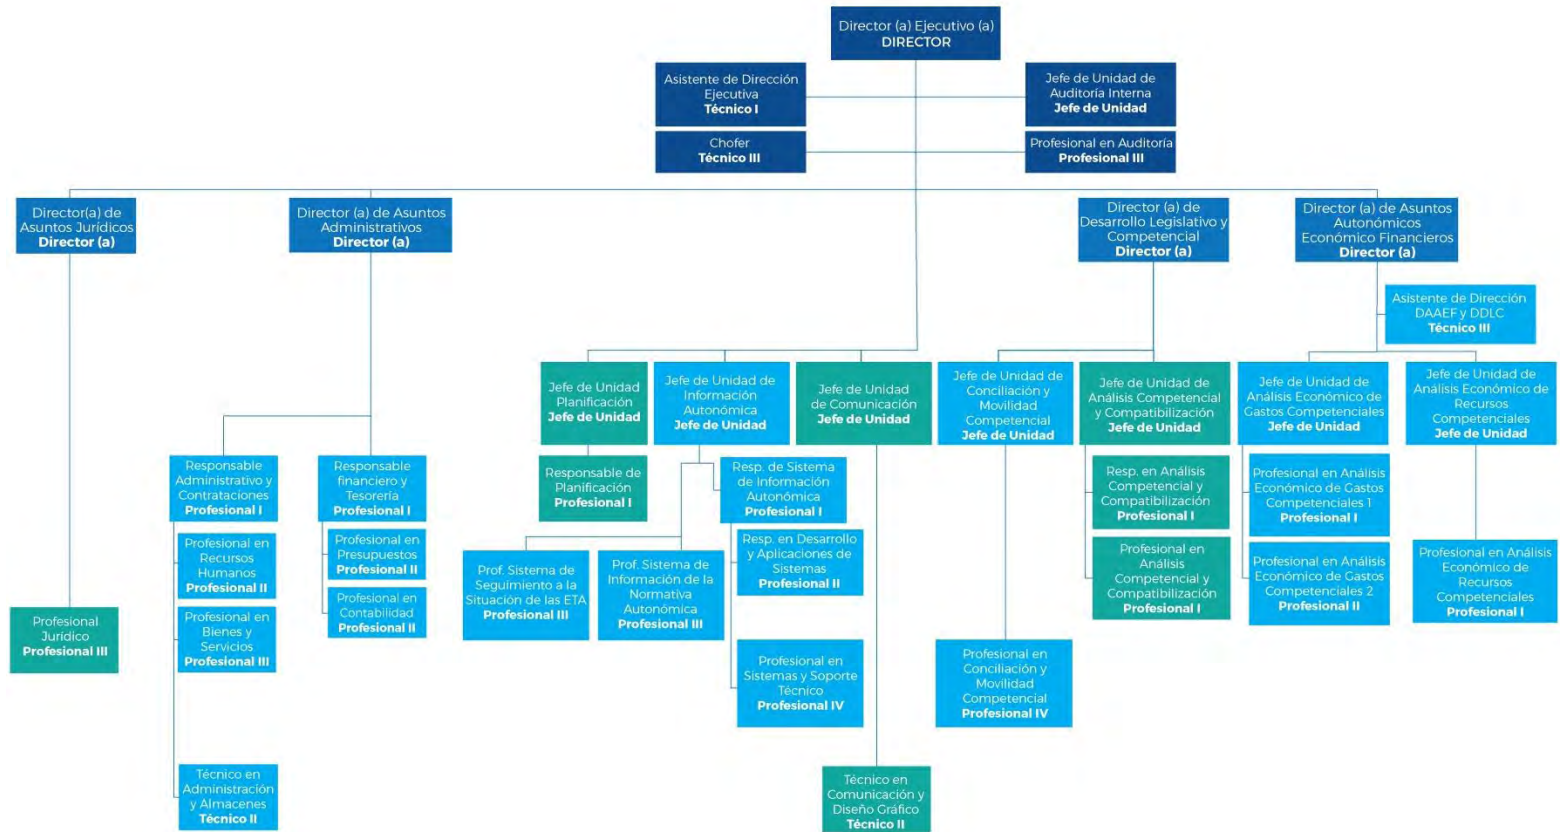 Director (a) Ejecutivo (a)
DIRECTOR
Asistente de Dirección
Ejecutiva
Técnico I
Jefe de Unidad de
Auditoría Interna
Jefe de Unidad
Chofer
Técnico III
Profesional en Auditoría
Profesional III
Director(a) de
Asuntos Jurídicos
Director (a)
Director (a) de Asuntos
Administrativos
Director (a)
Director (a) de
Desarrollo Legislativo y
Competencial
Director (a)
Director (a) de Asuntos
Autonómicos
Económico Financieros
Director (a)
Asistente de Dirección
DAAEF y DDLC
Técnico III
Jefe de Unidad
Planificación
Jefe de Unidad
Jefe de Unidad de
Información
Autonómica
Jefe de Unidad
Jefe de Unidad
de Comunicación
Jefe de Unidad
Jefe de Unidad de
Conciliación y
Movilidad
Competencial
Jefe de Unidad
Jefe de Unidad de
Análisis Competencial
y Compatibilización
Jefe de Unidad
Jefe de Unidad de
Análisis Económico de
Gastos Competenciales
Jefe de Unidad
Jefe de Unidad de
Análisis Económico de
Recursos
Competenciales
Jefe de Unidad
Responsable
Administrativo y
Contrataciones
Profesional I
Responsable
financiero y
Tesorería
Profesional I
Responsable de
Planificación
Profesional I
Resp. de Sistema
de Información
Autonómica
Profesional I
Resp. en Análisis
Competencial y
Compatibilización
Profesional I
Profesional en Análisis
Económico de Gastos
Competenciales 1
Profesional I
Profesional en
Recursos
Humanos
Profesional II
Profesional en
Presupuestos
Profesional II
Prof. Sistema de
Seguimiento a la
Situación de las ETA
Profesional III
Prof. Sistema de
Información de la
Normativa
Autonómica
Profesional III
Resp. en Desarrollo
y Aplicaciones de
Sistemas
Profesional II
Profesional en
Análisis
Competencial y
Compatibilización
Profesional I
Profesional en Análisis
Económico de Gastos
Competenciales 2
Profesional II
Profesional en Análisis
Económico de
Recursos
Competenciales
Profesional I
Profesional
Jurídico
Profesional III
Profesional en
Bienes y
Servicios
Profesional III
Profesional en
Contabilidad
Profesional II
Profesional en
Sistemas y Soporte
Técnico
Profesional IV
Profesional en
Conciliación y
Movilidad
Competencial
Profesional IV
Técnico en
Administración
y Almacenes
Técnico II
Técnico en
Comunicación y
Diseño Gráfico
Técnico II